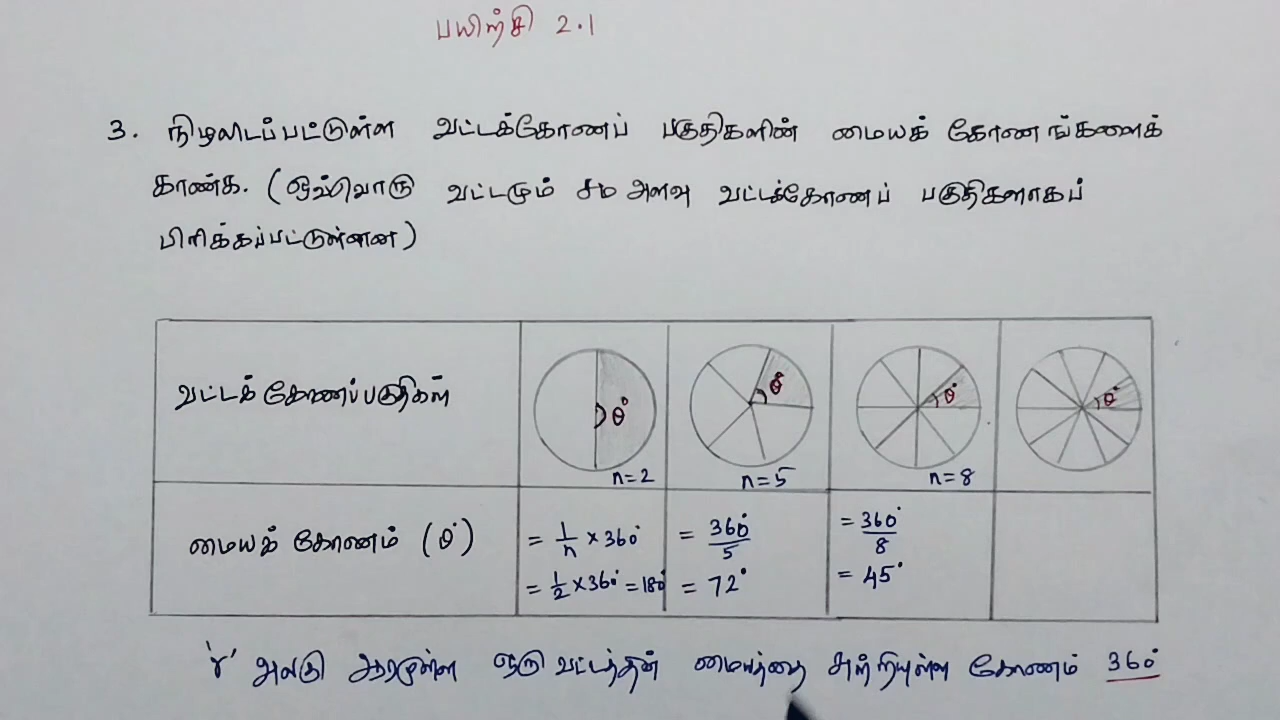 பயிற்சி 2.1
3. நிழலிடப்பட்டுள்ள வட்டக்கோணப் பகுதிகளின் மையக் கோணங்களைக்
காண்க. (ஒவ்வொரு வட்டமும் சம அளவு வட்டக்கோணப் பகுதிகளாகப்
பிரிக்கப்பட்டுள்ளன)
வட்டக் கோணப்பகுதிகள்
θ° θ° θ° θ°
n=2 n=5 n=8
மையக் கோணம் (θ°)
= 1/n × 360° = 360°/5 = 360°/8
= 1/2 × 360° = 180° = 72° = 45°
'r' அலகு ஆரமுள்ள ஒரு வட்டத்தின் மையத்தை சுற்றியுள்ள கோணம் 360°